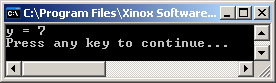 C:\Program Files\Xinox Software...
y = 7
Press any key to continue...